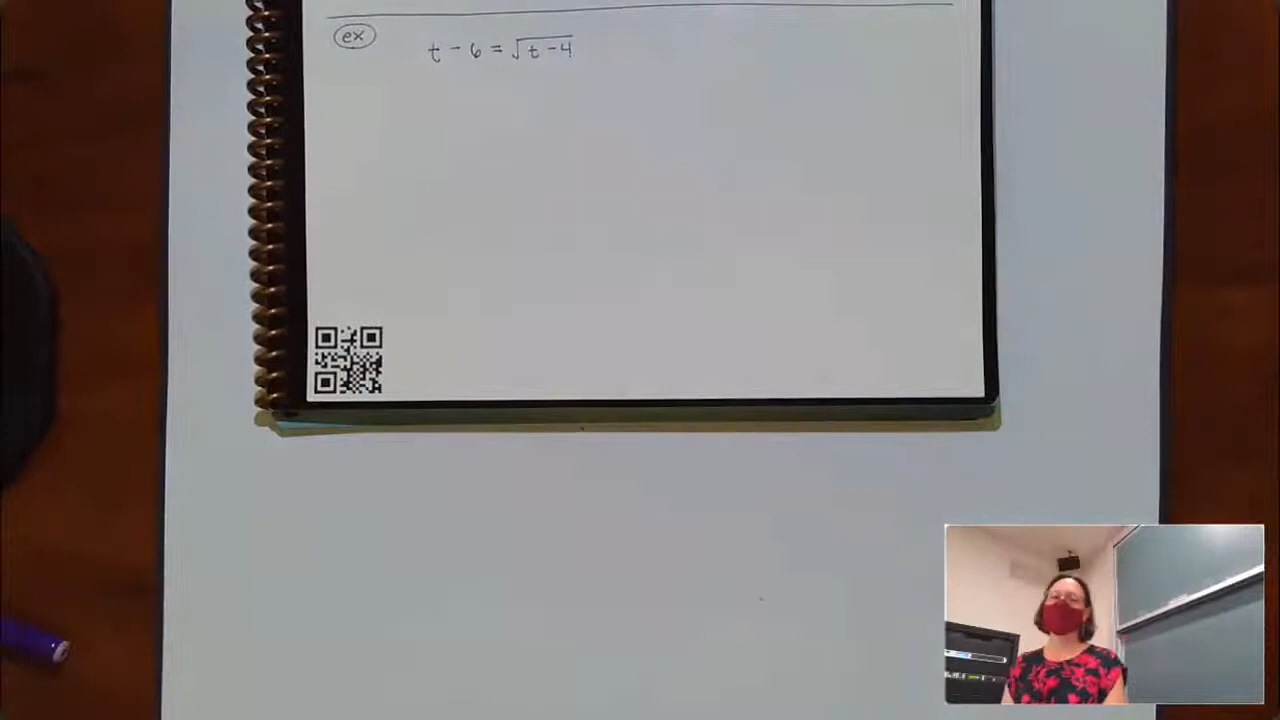 ex t - 6 = √t - 4